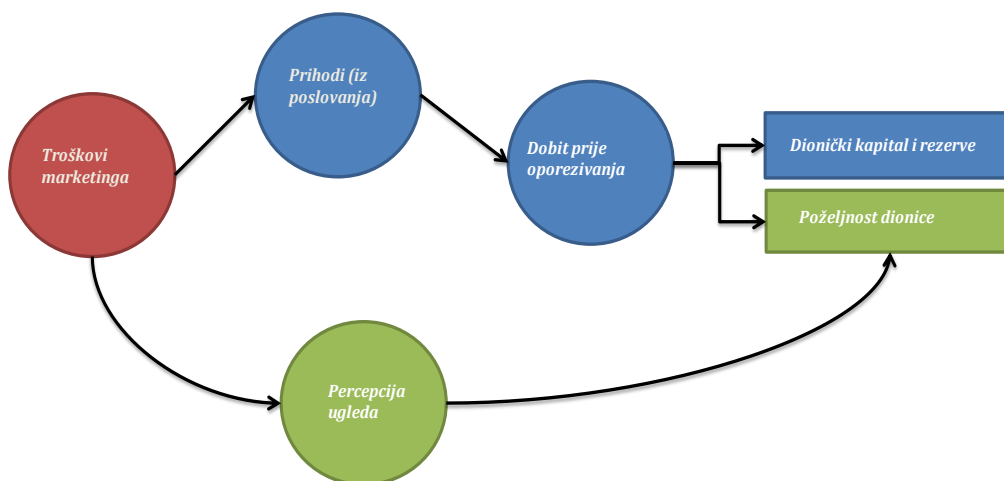 Prihodi (iz
poslovanja)
Troškovi
marketinga
Dobit prije
oporezivanja
Dionički kapital i rezerve
Poželjnost dionice
Percepcija
ugleda